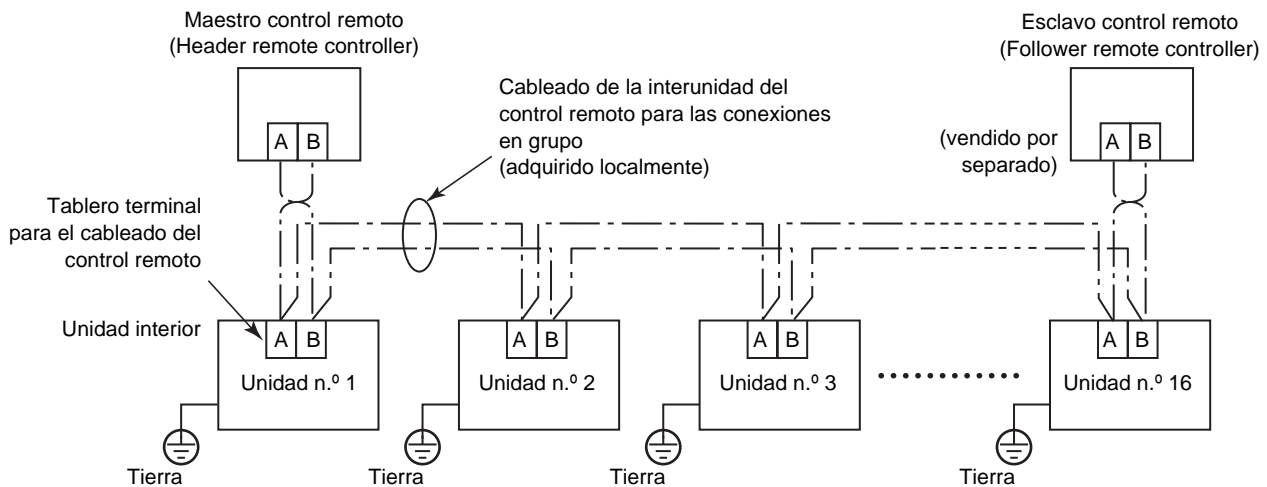 Maestro control remoto
(Header remote controller)
Esclavo control remoto
(Follower remote controller)
Cableado de la interunidad del
control remoto para las conexiones
en grupo
(adquirido localmente)
A B
(vendido por
separado)
A B
Tablero terminal
para el cableado del
control remoto
Unidad interior
A B
A B
A B
A B
Unidad n.º 1
Unidad n.º 2
Unidad n.º 3
Unidad n.º 16
Tierra
Tierra
Tierra
Tierra